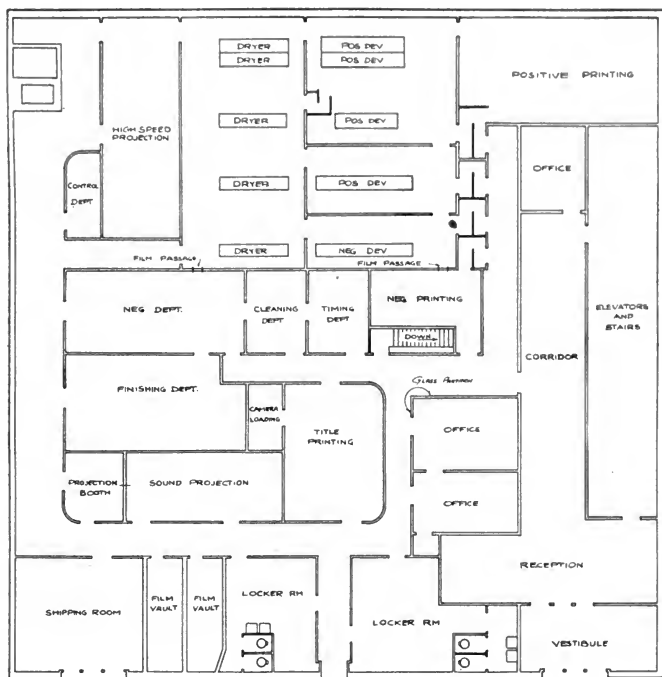 DRYER
DRYER
POS DEV
POS DEV
POSITIVE PRINTING
HIGH SPEED
PROJECTION
DRYER
POS DEV
OFFICE
CONTROL
DEPT
DRYER
POS DEV
DRYER
NEG DEV
FILM PASSAGE
FILM PASSAGE
NEG DEPT.
CLEANING
DEPT
TIMING
DEPT
NEG PRINTING
DOWN
ELEVATORS
AND
STAIRS
CORRIDOR
FINISHING DEPT.
CAMERA
LOADING
TITLE
PRINTING
GLASS PARTITION
OFFICE
PROJECTION
BOOTH
SOUND PROJECTION
OFFICE
RECEPTION
SHIPPING ROOM
FILM
VAULT
FILM
VAULT
LOCKER RM
LOCKER RM
VESTIBULE